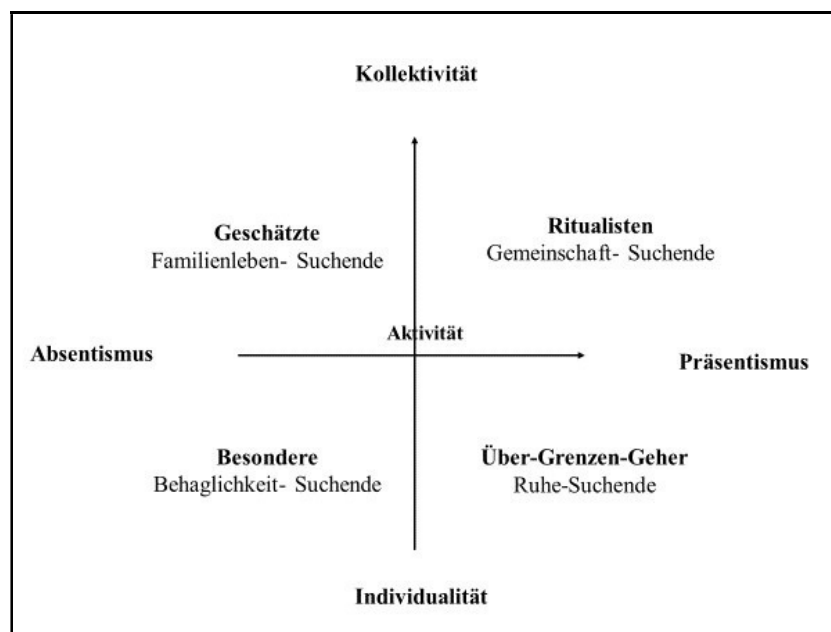 Kollektivität
Geschätzte
Familienleben- Suchende
Ritualisten
Gemeinschaft- Suchende
Aktivität
Absentismus
Präsentismus
Besondere
Behaglichkeit- Suchende
Über-Grenzen-Geher
Ruhe-Suchende
Individualität